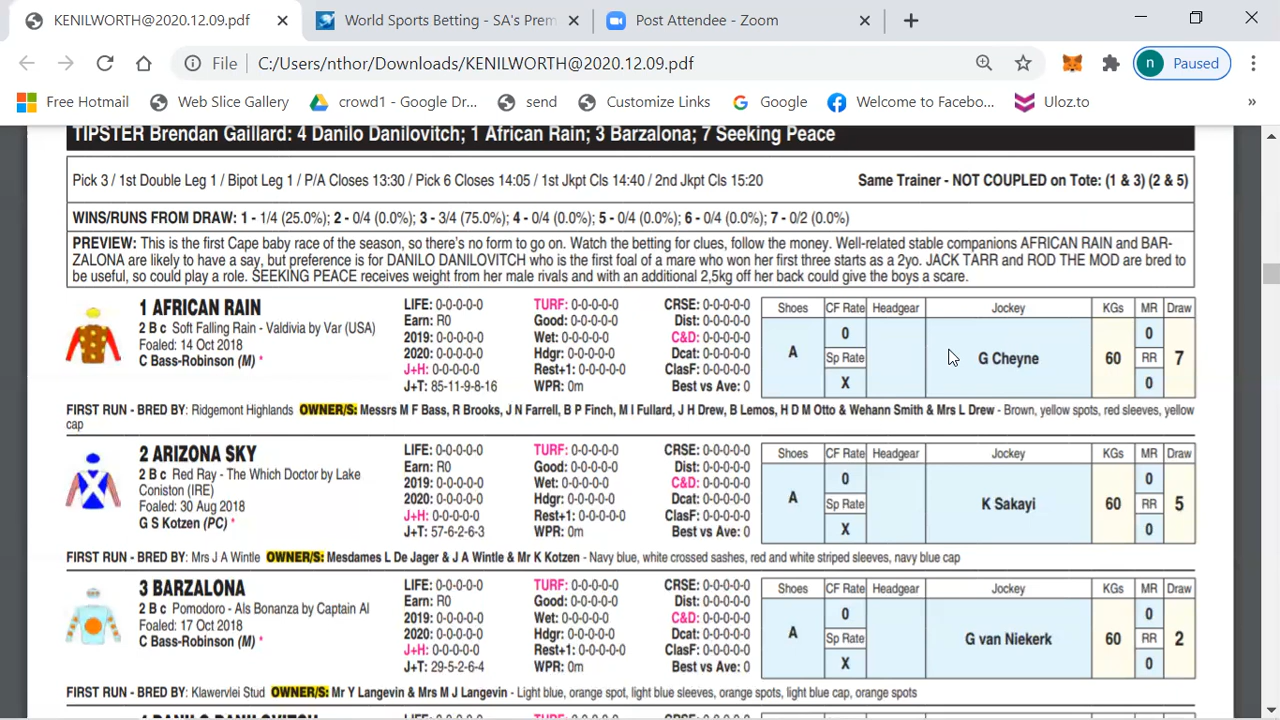 KENILWORTH@2020.12.09.pdf
World Sports Betting - SA's Prem
Post Attendee - Zoom
File C:/Users/nthor/Downloads/KENILWORTH@2020.12.09.pdf
n Paused
Free Hotmail Web Slice Gallery crowd1 - Google Dr... send Customize Links Google Welcome to Facebo... Uloz.to »
TIPSTER Brendan Gaillard: 4 Danilo Danilovitch; 1 African Rain; 3 Barzalona; 7 Seeking Peace
Pick 3 / 1st Double Leg 1 / Bipot Leg 1 / P/A Closes 13:30 / Pick 6 Closes 14:05 / 1st Jkpt Cls 14:40 / 2nd Jkpt Cls 15:20 Same Trainer - NOT COUPLED on Tote: (1 & 3) (2 & 5)
WINS/RUNS FROM DRAW: 1 - 1/4 (25.0%); 2 - 0/4 (0.0%); 3 - 3/4 (75.0%); 4 - 0/4 (0.0%); 5 - 0/4 (0.0%); 6 - 0/4 (0.0%); 7 - 0/2 (0.0%)
PREVIEW: This is the first Cape baby race of the season, so there's no form to go on. Watch the betting for clues, follow the money. Well-related stable companions AFRICAN RAIN and BAR-
ZALONA are likely to have a say, but preference is for DANILO DANILOVITCH who is the first foal of a mare who won her first three starts as a 2yo. JACK TARR and ROD THE MOD are bred to
be useful, so could play a role. SEEKING PEACE receives weight from her male rivals and with an additional 2,5kg off her back could give the boys a scare.
1 AFRICAN RAIN
2 B c Soft Falling Rain - Valdivia by Var (USA)
Foaled: 14 Oct 2018
C Bass-Robinson (M) *
LIFE: 0-0-0-0-0 TURF: 0-0-0-0-0 CRSE: 0-0-0-0-0
Earn: R0 Good: 0-0-0-0-0 Dist: 0-0-0-0-0
2019: 0-0-0-0-0 Wet: 0-0-0-0-0 C&D: 0-0-0-0-0
2020: 0-0-0-0-0 Hdgr: 0-0-0-0-0 Dcat: 0-0-0-0-0
J+H: 0-0-0-0-0 Rest+1: 0-0-0-0-0 ClasF: 0-0-0-0-0
J+T: 85-11-9-8-16 WPR: 0m Best vs Ave: 0
Shoes CF Rate Headgear Jockey KGs MR Draw
0 0
A Sp Rate G Cheyne 60 RR 7
X 0
FIRST RUN - BRED BY: Ridgemont Highlands OWNER/S: Messrs M F Bass, R Brooks, J N Farrell, B P Finch, M I Fullard, J H Drew, B Lemos, H D M Otto & Wehann Smith & Mrs L Drew - Brown, yellow spots, red sleeves, yellow
cap
2 ARIZONA SKY
2 B c Red Ray - The Which Doctor by Lake
Coniston (IRE)
Foaled: 30 Aug 2018
G S Kotzen (PC) *
LIFE: 0-0-0-0-0 TURF: 0-0-0-0-0 CRSE: 0-0-0-0-0
Earn: R0 Good: 0-0-0-0-0 Dist: 0-0-0-0-0
2019: 0-0-0-0-0 Wet: 0-0-0-0-0 C&D: 0-0-0-0-0
2020: 0-0-0-0-0 Hdgr: 0-0-0-0-0 Dcat: 0-0-0-0-0
J+H: 0-0-0-0-0 Rest+1: 0-0-0-0-0 ClasF: 0-0-0-0-0
J+T: 57-6-2-6-3 WPR: 0m Best vs Ave: 0
Shoes CF Rate Headgear Jockey KGs MR Draw
0 0
A Sp Rate K Sakayi 60 RR 5
X 0
FIRST RUN - BRED BY: Mrs J A Wintle OWNER/S: Mesdames L De Jager & J A Wintle & Mr K Kotzen - Navy blue, white crossed sashes, red and white striped sleeves, navy blue cap
3 BARZALONA
2 B c Pomodoro - Als Bonanza by Captain Al
Foaled: 17 Oct 2018
C Bass-Robinson (M) *
LIFE: 0-0-0-0-0 TURF: 0-0-0-0-0 CRSE: 0-0-0-0-0
Earn: R0 Good: 0-0-0-0-0 Dist: 0-0-0-0-0
2019: 0-0-0-0-0 Wet: 0-0-0-0-0 C&D: 0-0-0-0-0
2020: 0-0-0-0-0 Hdgr: 0-0-0-0-0 Dcat: 0-0-0-0-0
J+H: 0-0-0-0-0 Rest+1: 0-0-0-0-0 ClasF: 0-0-0-0-0
J+T: 29-5-2-6-4 WPR: 0m Best vs Ave: 0
Shoes CF Rate Headgear Jockey KGs MR Draw
0 0
A Sp Rate G van Niekerk 60 RR 2
X 0
FIRST RUN - BRED BY: Klawervlei Stud OWNER/S: Mr Y Langevin & Mrs M J Langevin - Light blue, orange spot, light blue sleeves, orange spots, light blue cap, orange spots